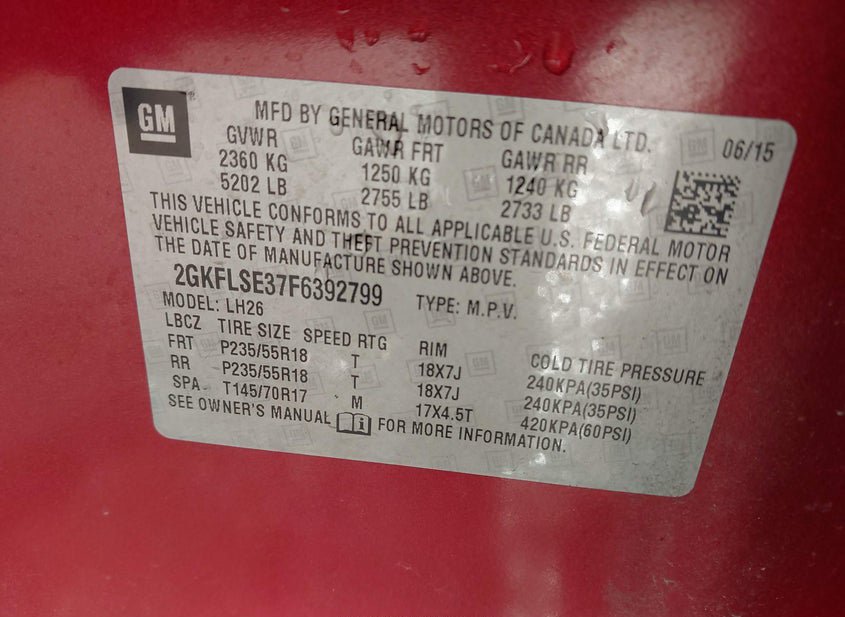 GM
MFD BY GENERAL MOTORS OF CANADA LTD. 06/15
GVWR GAWR FRT GAWR RR
2360 KG 1250 KG 1240 KG
5202 LB 2755 LB 2733 LB
THIS VEHICLE CONFORMS TO ALL APPLICABLE U.S. FEDERAL MOTOR
VEHICLE SAFETY AND THEFT PREVENTION STANDARDS IN EFFECT ON
THE DATE OF MANUFACTURE SHOWN ABOVE.
2GKFLSE37F6392799 TYPE: M.P.V.
MODEL: LH26
LBCZ TIRE SIZE SPEED RTG RIM COLD TIRE PRESSURE
FRT P235/55R18 T 18X7J 240KPA(35PSI)
RR P235/55R18 T 18X7J 240KPA(35PSI)
SPA T145/70R17 M 17X4.5T 420KPA(60PSI)
SEE OWNER'S MANUAL FOR MORE INFORMATION.